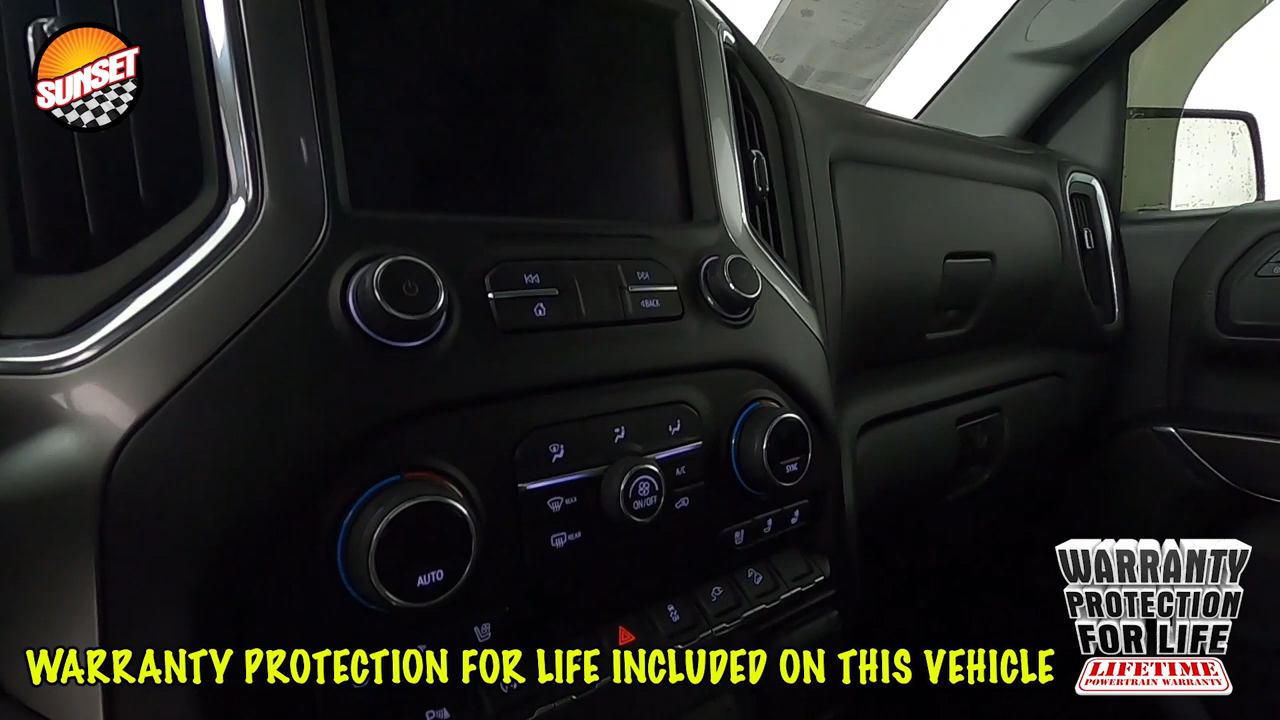 SUNSET
BACK
SYNC
A/C
ON/OFF
MAX
REAR
AUTO
WARRANTY PROTECTION FOR LIFE INCLUDED ON THIS VEHICLE
WARRANTY
PROTECTION
FOR LIFE
LIFETIME
POWERTRAIN WARRANTY